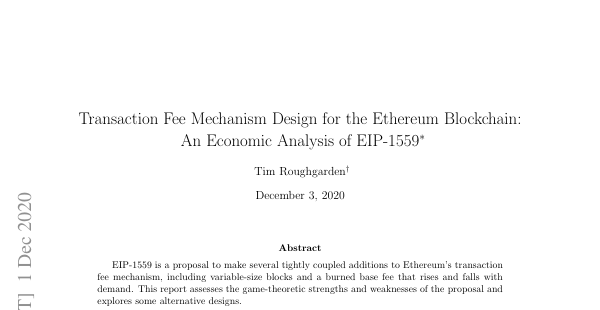 Transaction Fee Mechanism Design for the Ethereum Blockchain:
An Economic Analysis of EIP-1559*
Tim Roughgarden†
December 3, 2020
Abstract
EIP-1559 is a proposal to make several tightly coupled additions to Ethereum's transaction
fee mechanism, including variable-size blocks and a burned base fee that rises and falls with
demand. This report assesses the game-theoretic strengths and weaknesses of the proposal and
explores some alternative designs.
T] 1 Dec 2020